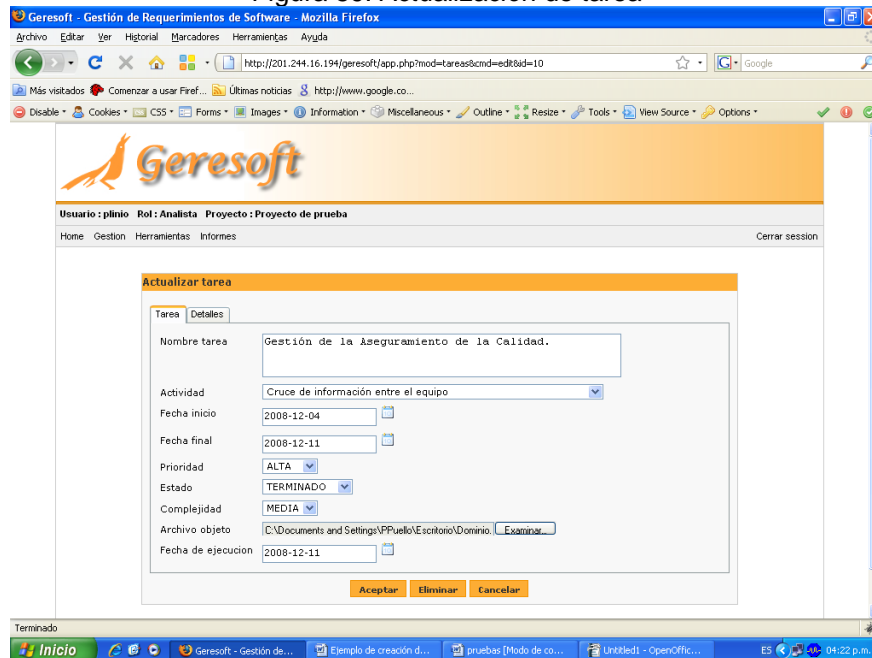 Geresoft - Gestión de Requerimientos de Software - Mozilla Firefox
Archivo Editar Ver Historial Marcadores Herramientas Ayuda
http://201.244.16.194/geresoft/app.php?mod=tareas&cmd=edit&id=10
Google
Más visitados Comenzar a usar Firef... Últimas noticias http://www.google.co...
Disable Cookies CSS Forms Images Information Miscellaneous Outline Resize Tools View Source Options
Geresoft
Usuario : plinio Rol : Analista Proyecto : Proyecto de prueba
Home Gestion Herramientas Informes Cerrar session
Actualizar tarea
Tarea Detalles
Nombre tarea Gestión de la Aseguramiento de la Calidad.
Actividad Cruce de información entre el equipo
Fecha inicio 2008-12-04
Fecha final 2008-12-11
Prioridad ALTA
Estado TERMINADO
Complejidad MEDIA
Archivo objeto C:\Documents and Settings\PPuello\Escritorio\Dominio. Examinar...
Fecha de ejecucion 2008-12-11
Aceptar Eliminar Cancelar
Terminado
Inicio Geresoft - Gestión de... Ejemplo de creación d... pruebas [Modo de co... Untitled1 - OpenOffic... ES 04:22 p.m.